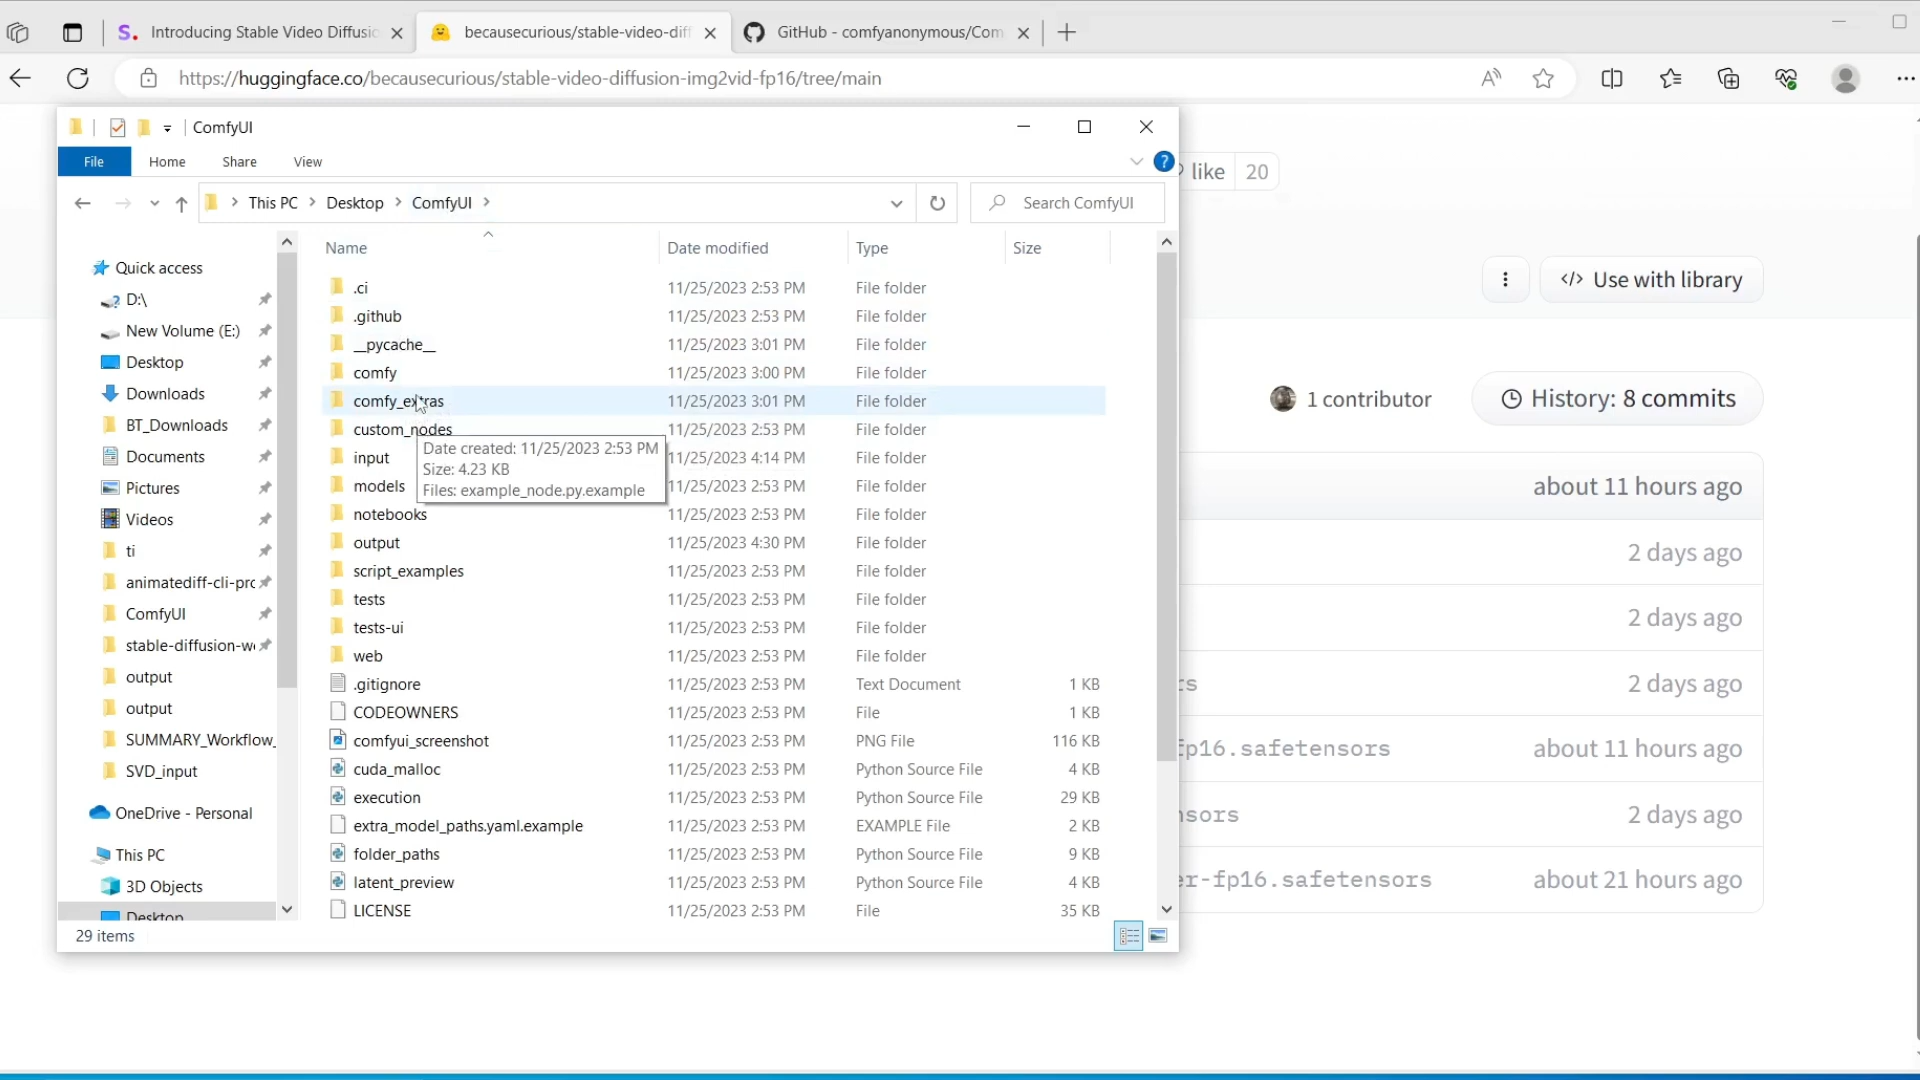 Introducing Stable Video Diffusi
becausecurious/stable-video-diff
GitHub - comfyanonymous/Com
https://huggingface.co/becausecurious/stable-video-diffusion-img2vid-fp16/tree/main
ComfyUI
File Home Share View
This PC > Desktop > ComfyUI >
Search ComfyUI
Name Date modified Type Size
Quick access
D:\
New Volume (E:)
Desktop
Downloads
BT_Downloads
Documents
Pictures
Videos
ti
animatediff-cli-pro
ComfyUI
stable-diffusion-we
output
output
SUMMARY_Workflow_
SVD_input
OneDrive - Personal
This PC
3D Objects
Desktop
.ci 11/25/2023 2:53 PM File folder
.github 11/25/2023 2:53 PM File folder
__pycache__ 11/25/2023 3:01 PM File folder
comfy 11/25/2023 3:00 PM File folder
comfy_extras 11/25/2023 3:01 PM File folder
custom_nodes 11/25/2023 2:53 PM File folder
input 11/25/2023 4:14 PM File folder
models 11/25/2023 2:53 PM File folder
notebooks 11/25/2023 2:53 PM File folder
output 11/25/2023 4:30 PM File folder
script_examples 11/25/2023 2:53 PM File folder
tests 11/25/2023 2:53 PM File folder
tests-ui 11/25/2023 2:53 PM File folder
web 11/25/2023 2:53 PM File folder
.gitignore 11/25/2023 2:53 PM Text Document 1 KB
CODEOWNERS 11/25/2023 2:53 PM File 1 KB
comfyui_screenshot 11/25/2023 2:53 PM PNG File 116 KB
cuda_malloc 11/25/2023 2:53 PM Python Source File 4 KB
execution 11/25/2023 2:53 PM Python Source File 29 KB
extra_model_paths.yaml.example 11/25/2023 2:53 PM EXAMPLE File 2 KB
folder_paths 11/25/2023 2:53 PM Python Source File 9 KB
latent_preview 11/25/2023 2:53 PM Python Source File 4 KB
LICENSE 11/25/2023 2:53 PM File 35 KB
Date created: 11/25/2023 2:53 PM
Size: 4.23 KB
Files: example_node.py.example
29 items
like 20
</> Use with library
1 contributor
History: 8 commits
about 11 hours ago
2 days ago
2 days ago
rs 2 days ago
fp16.safetensors about 11 hours ago
nsors 2 days ago
er-fp16.safetensors about 21 hours ago